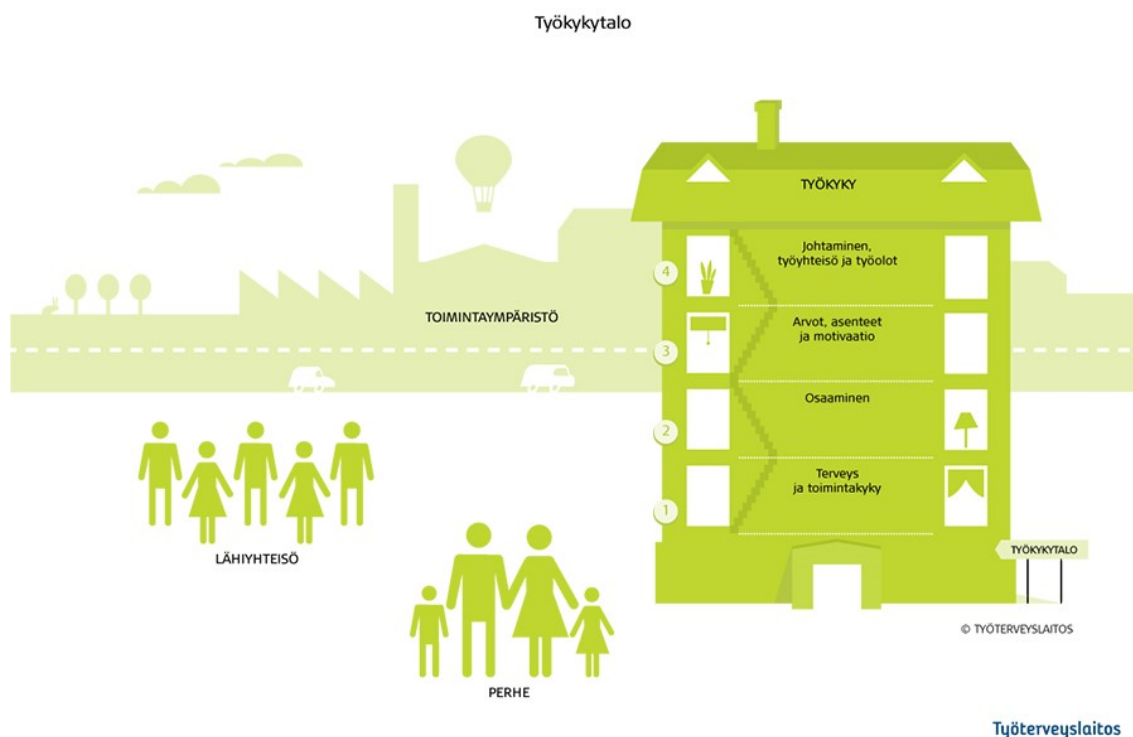 Työkykytalo
TYÖKYKY
4
Johtaminen,
työyhteisö ja työolot
TOIMINTAYMPÄRISTÖ
3
Arvot, asenteet
ja motivaatio
2
Osaaminen
1
Terveys
ja toimintakyky
LÄHIYHTEISÖ
TYÖKYKYTALO
© TYÖTERVEYSLAITOS
PERHE
Työterveyslaitos